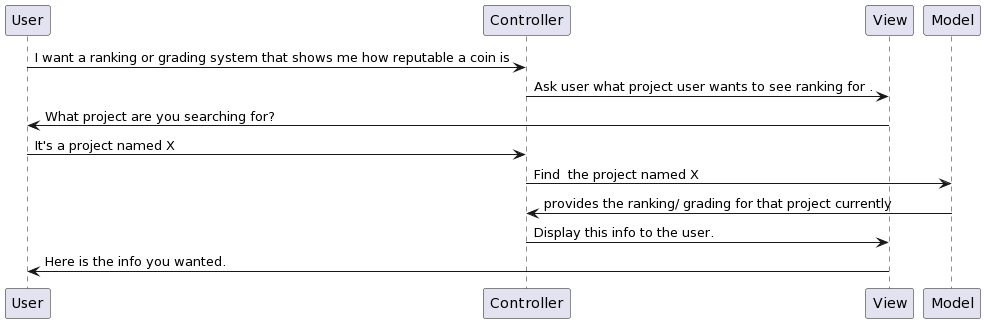 User
Controller
View
Model
I want a ranking or grading system that shows me how reputable a coin is
Ask user what project user wants to see ranking for .
What project are you searching for?
It's a project named X
Find  the project named X
provides the ranking/ grading for that project currently
Display this info to the user.
Here is the info you wanted.
User
Controller
View
Model